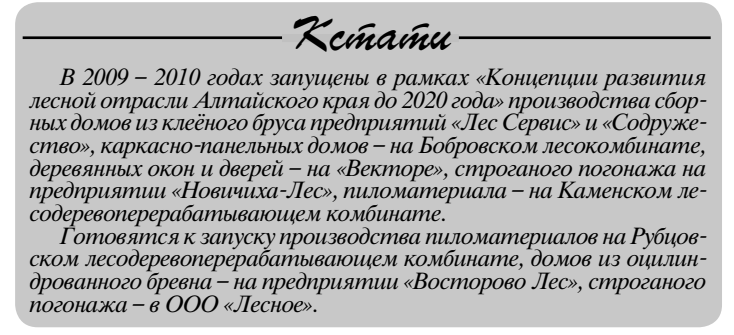 Кстати
В 2009 – 2010 годах запущены в рамках «Концепции развития
лесной отрасли Алтайского края до 2020 года» производства сбор-
ных домов из клеёного бруса предприятий «Лес Сервис» и «Содруже-
ство», каркасно-панельных домов – на Бобровском лесокомбинате,
деревянных окон и дверей – на «Векторе», строганого погонажа на
предприятии «Новичиха-Лес», пиломатериала – на Каменском ле-
содеревоперерабатывающем комбинате.
Готовятся к запуску производства пиломатериалов на Рубцов-
ском лесодеревоперерабатывающем комбинате, домов из оцилин-
дрованного бревна – на предприятии «Восторово Лес», строганого
погонажа – в ООО «Лесное».